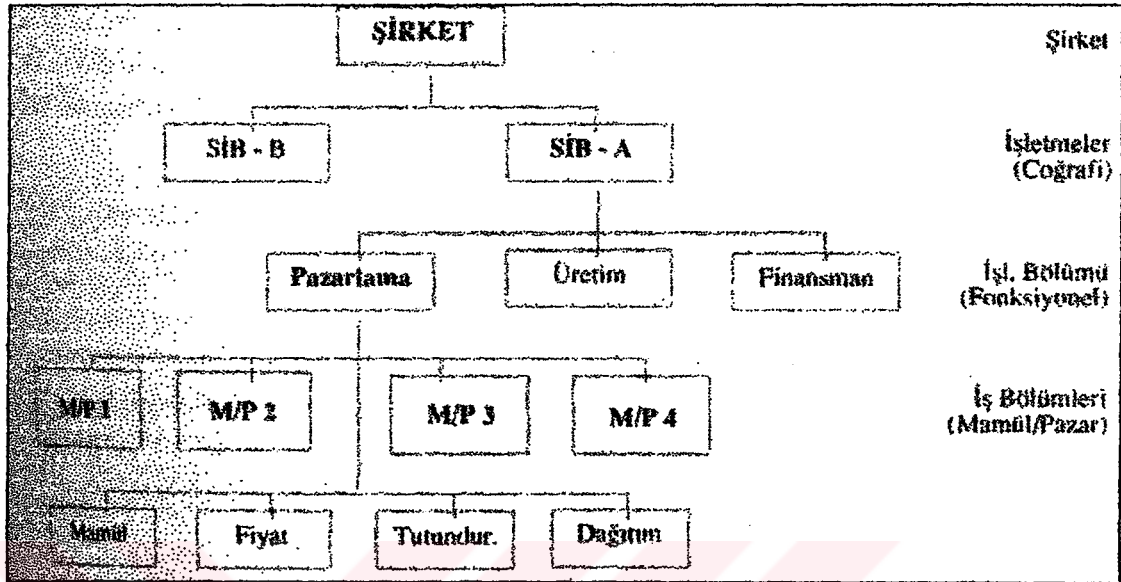 ŞİRKET
Şirket
SİB - B
SİB - A
İşletmeler
(Coğrafi)
Pazarlama
Üretim
Finansman
İşl. Bölümü
(Fonksiyonel)
M/P 1
M/P 2
M/P 3
M/P 4
İş Bölümleri
(Mamül/Pazar)
Mamül
Fiyat
Tutundur.
Dağıtım